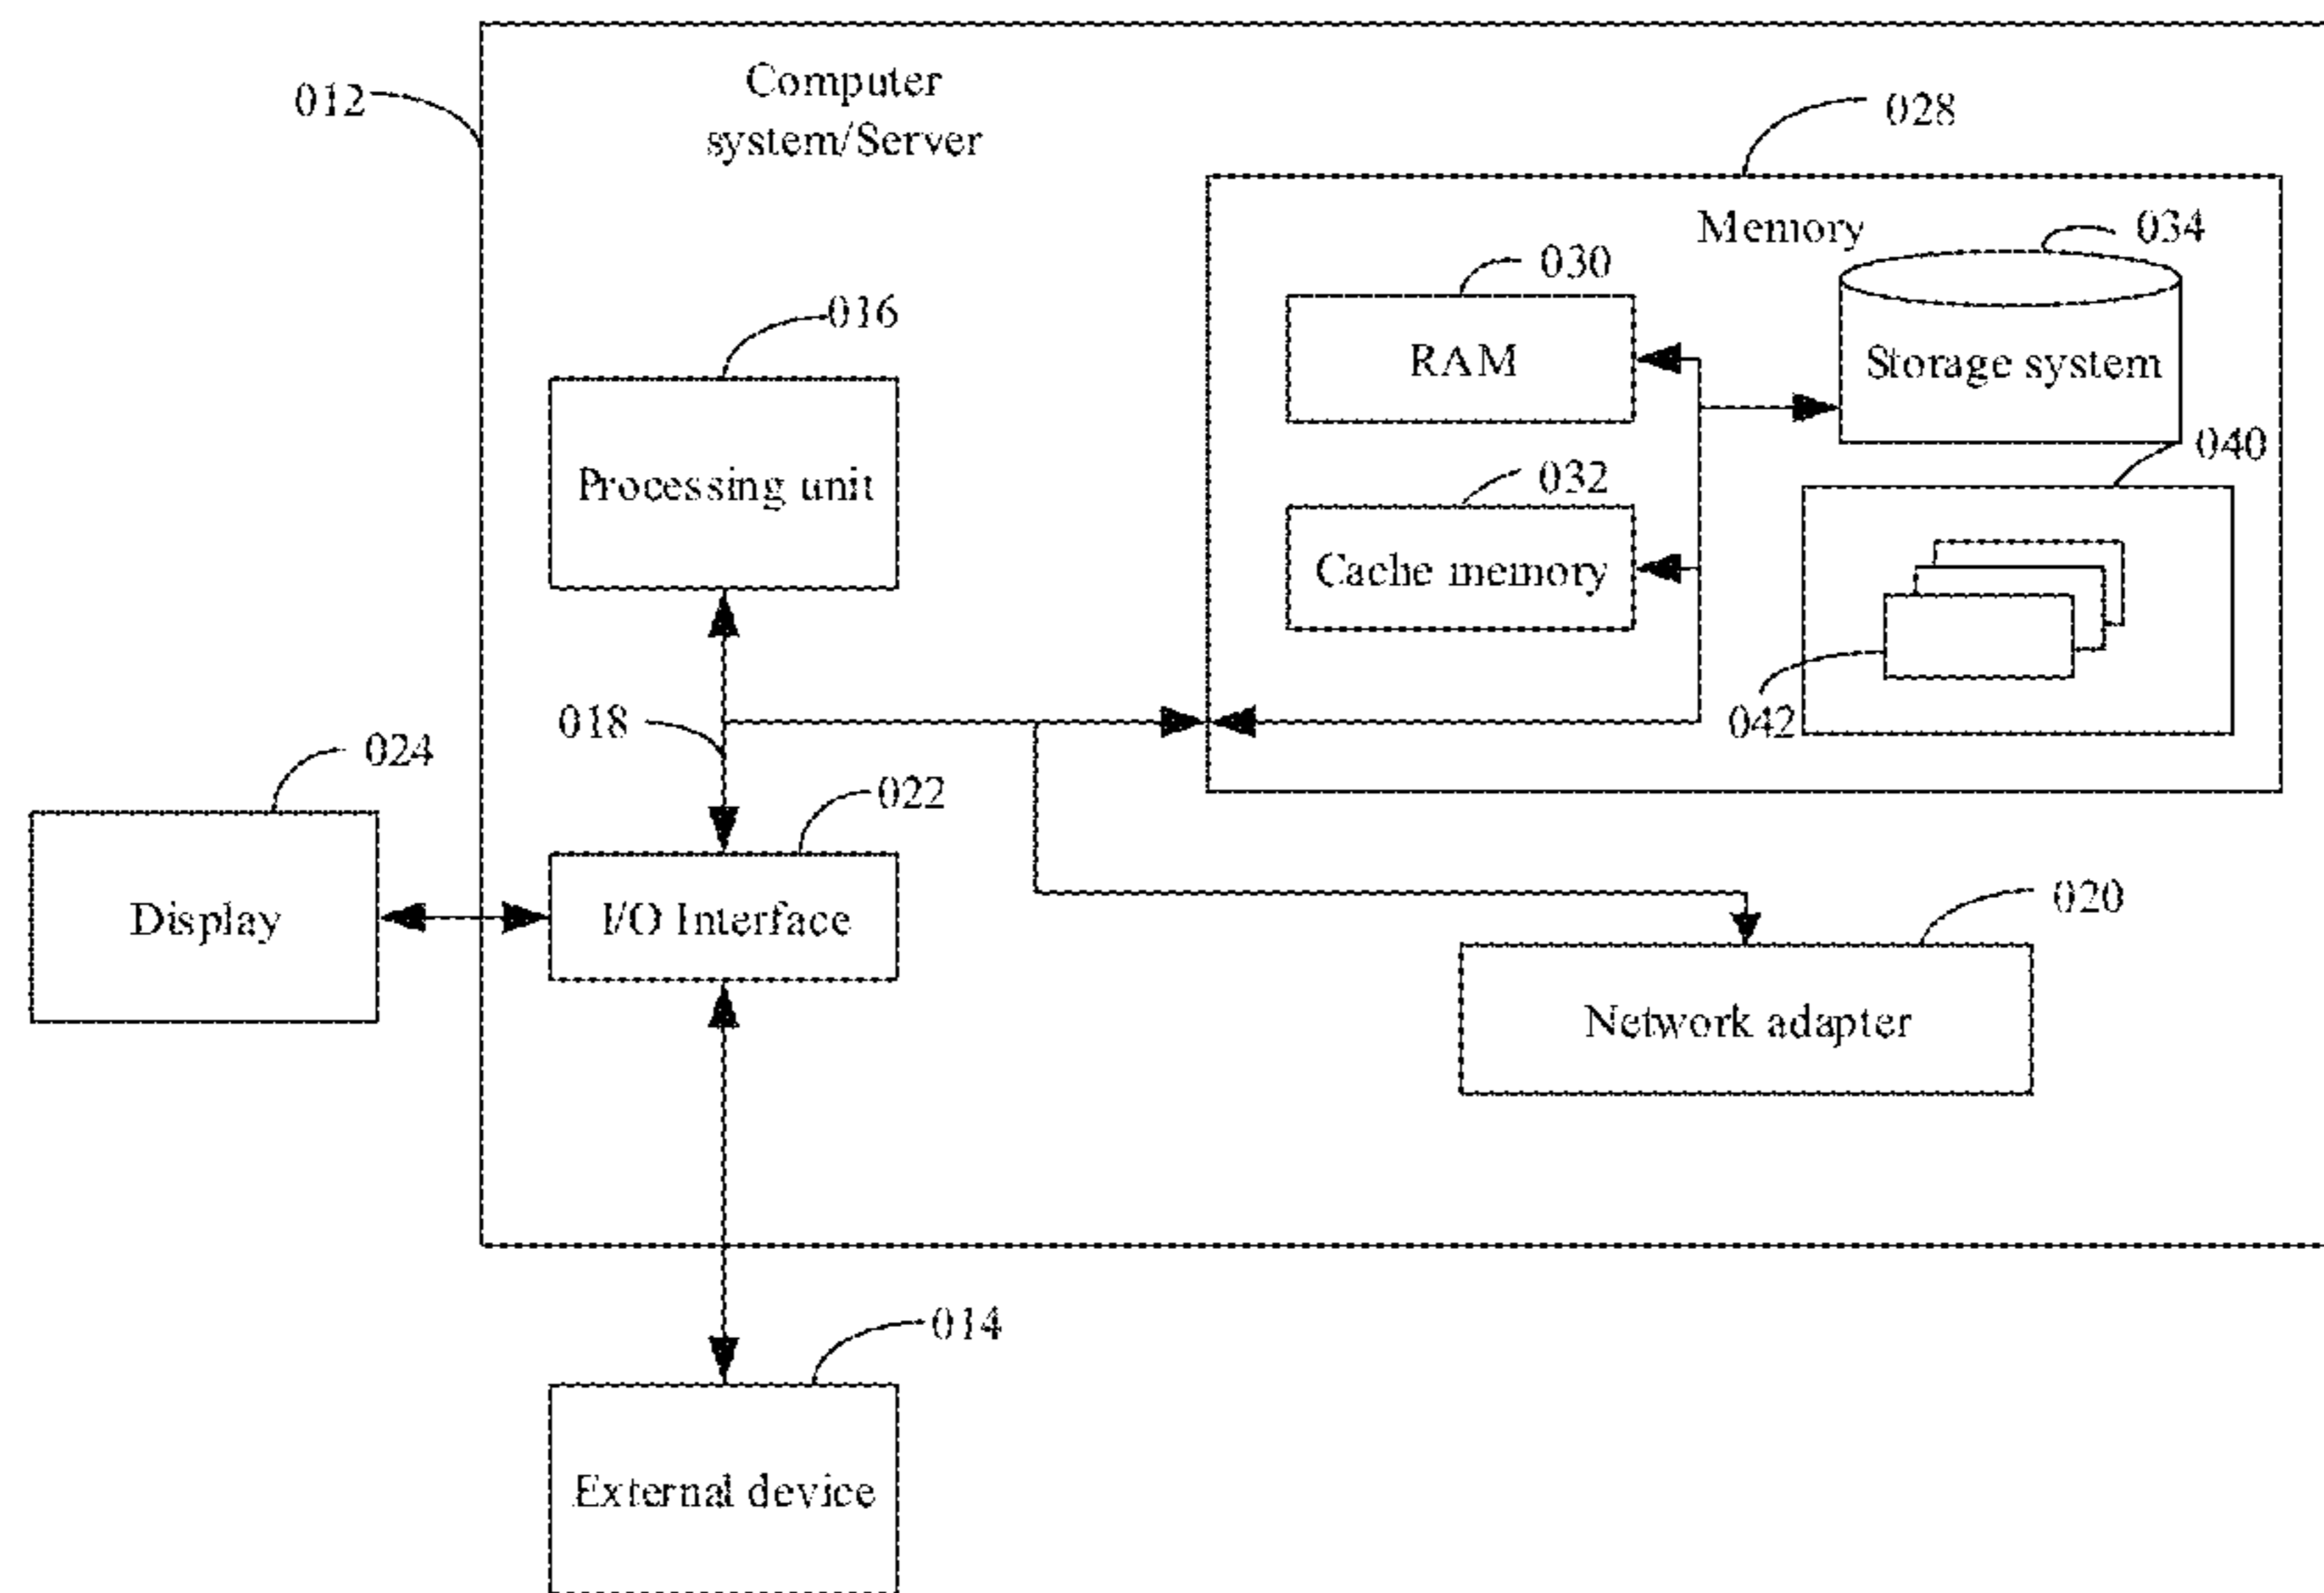 012
Computer
system/Server
028
Memory
034
030
016
RAM
Storage system
040
032
Processing unit
Cache memory
018
042
024
022
020
Display
I/O Interface
Network adapter
014
External device